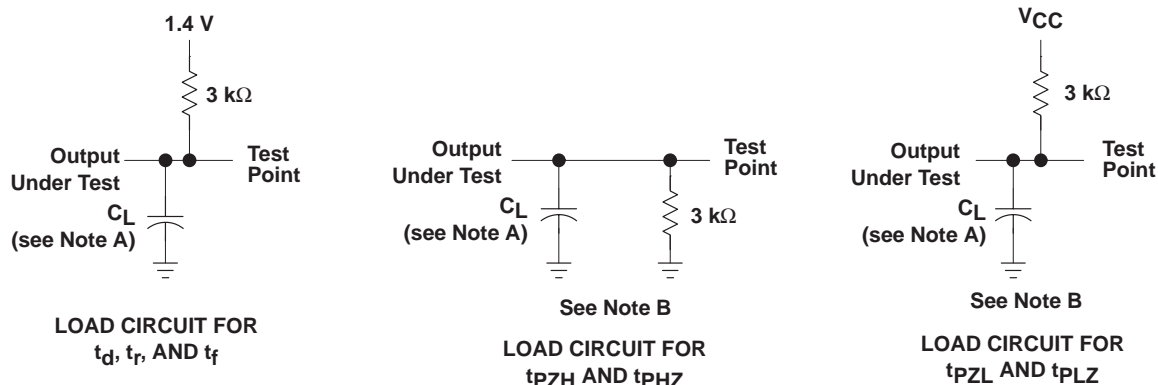 1.4 V
3 kΩ
Output
Under Test
Test
Point
CL
(see Note A)
LOAD CIRCUIT FOR
td, tr, AND tf
Output
Under Test
Test
Point
CL
(see Note A)
3 kΩ
See Note B
LOAD CIRCUIT FOR
tPZH AND tPHZ
VCC
3 kΩ
Output
Under Test
Test
Point
CL
(see Note A)
See Note B
LOAD CIRCUIT FOR
tPZL AND tPLZ